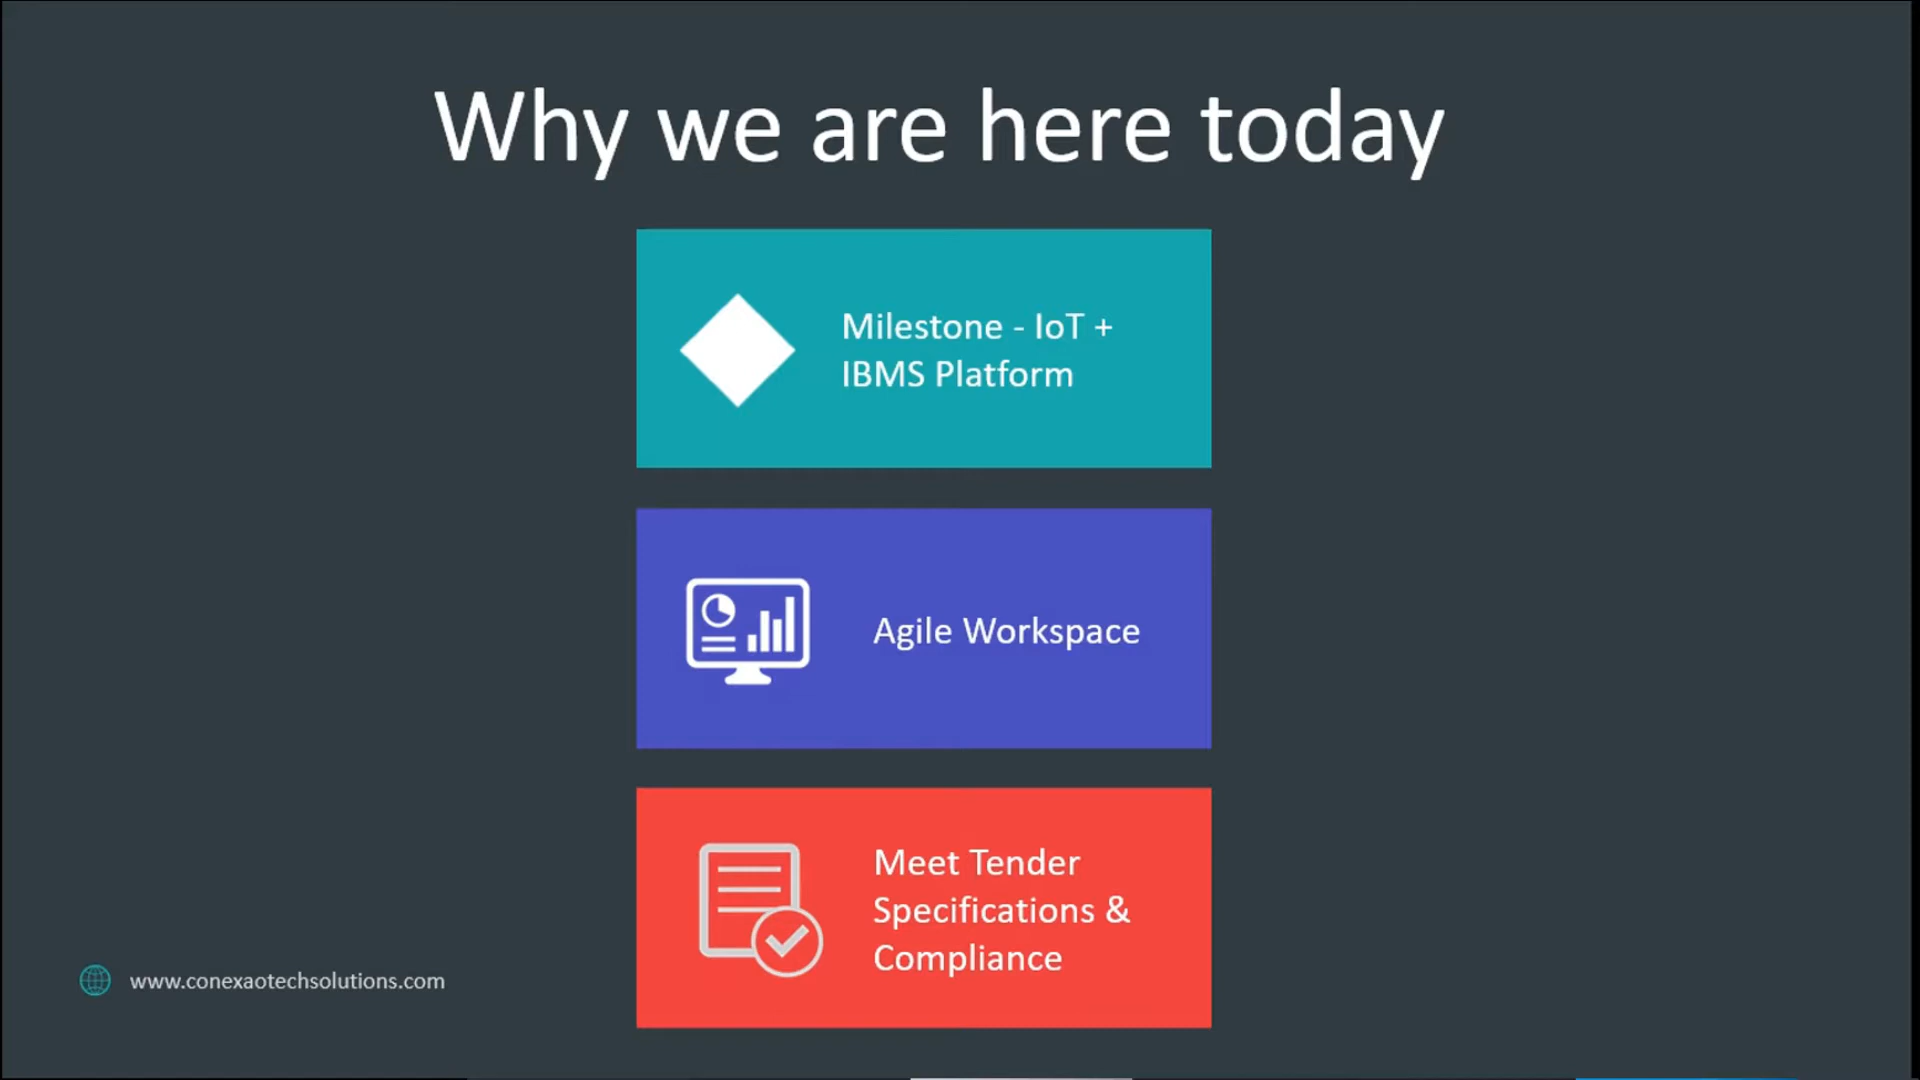 Why we are here today
Milestone - IoT +
IBMS Platform
Agile Workspace
Meet Tender
Specifications &
Compliance
www.conexaotechsolutions.com